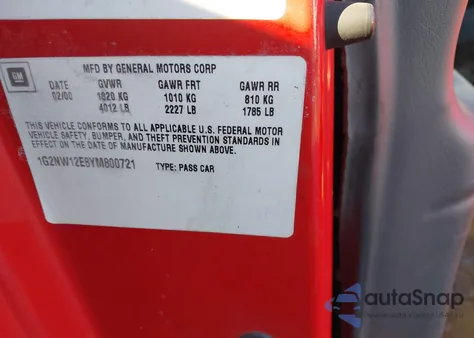 MFD BY GENERAL MOTORS CORP
GM
DATE GVWR GAWR FRT GAWR RR
02/00 1820 KG 1010 KG 810 KG
4012 LB 2227 LB 1785 LB
THIS VEHICLE CONFORMS TO ALL APPLICABLE U.S. FEDERAL MOTOR
VEHICLE SAFETY, BUMPER, AND THEFT PREVENTION STANDARDS IN
EFFECT ON THE DATE OF MANUFACTURE SHOWN ABOVE.
1G2NW12E8YM800721 TYPE: PASS CAR
autaSnap